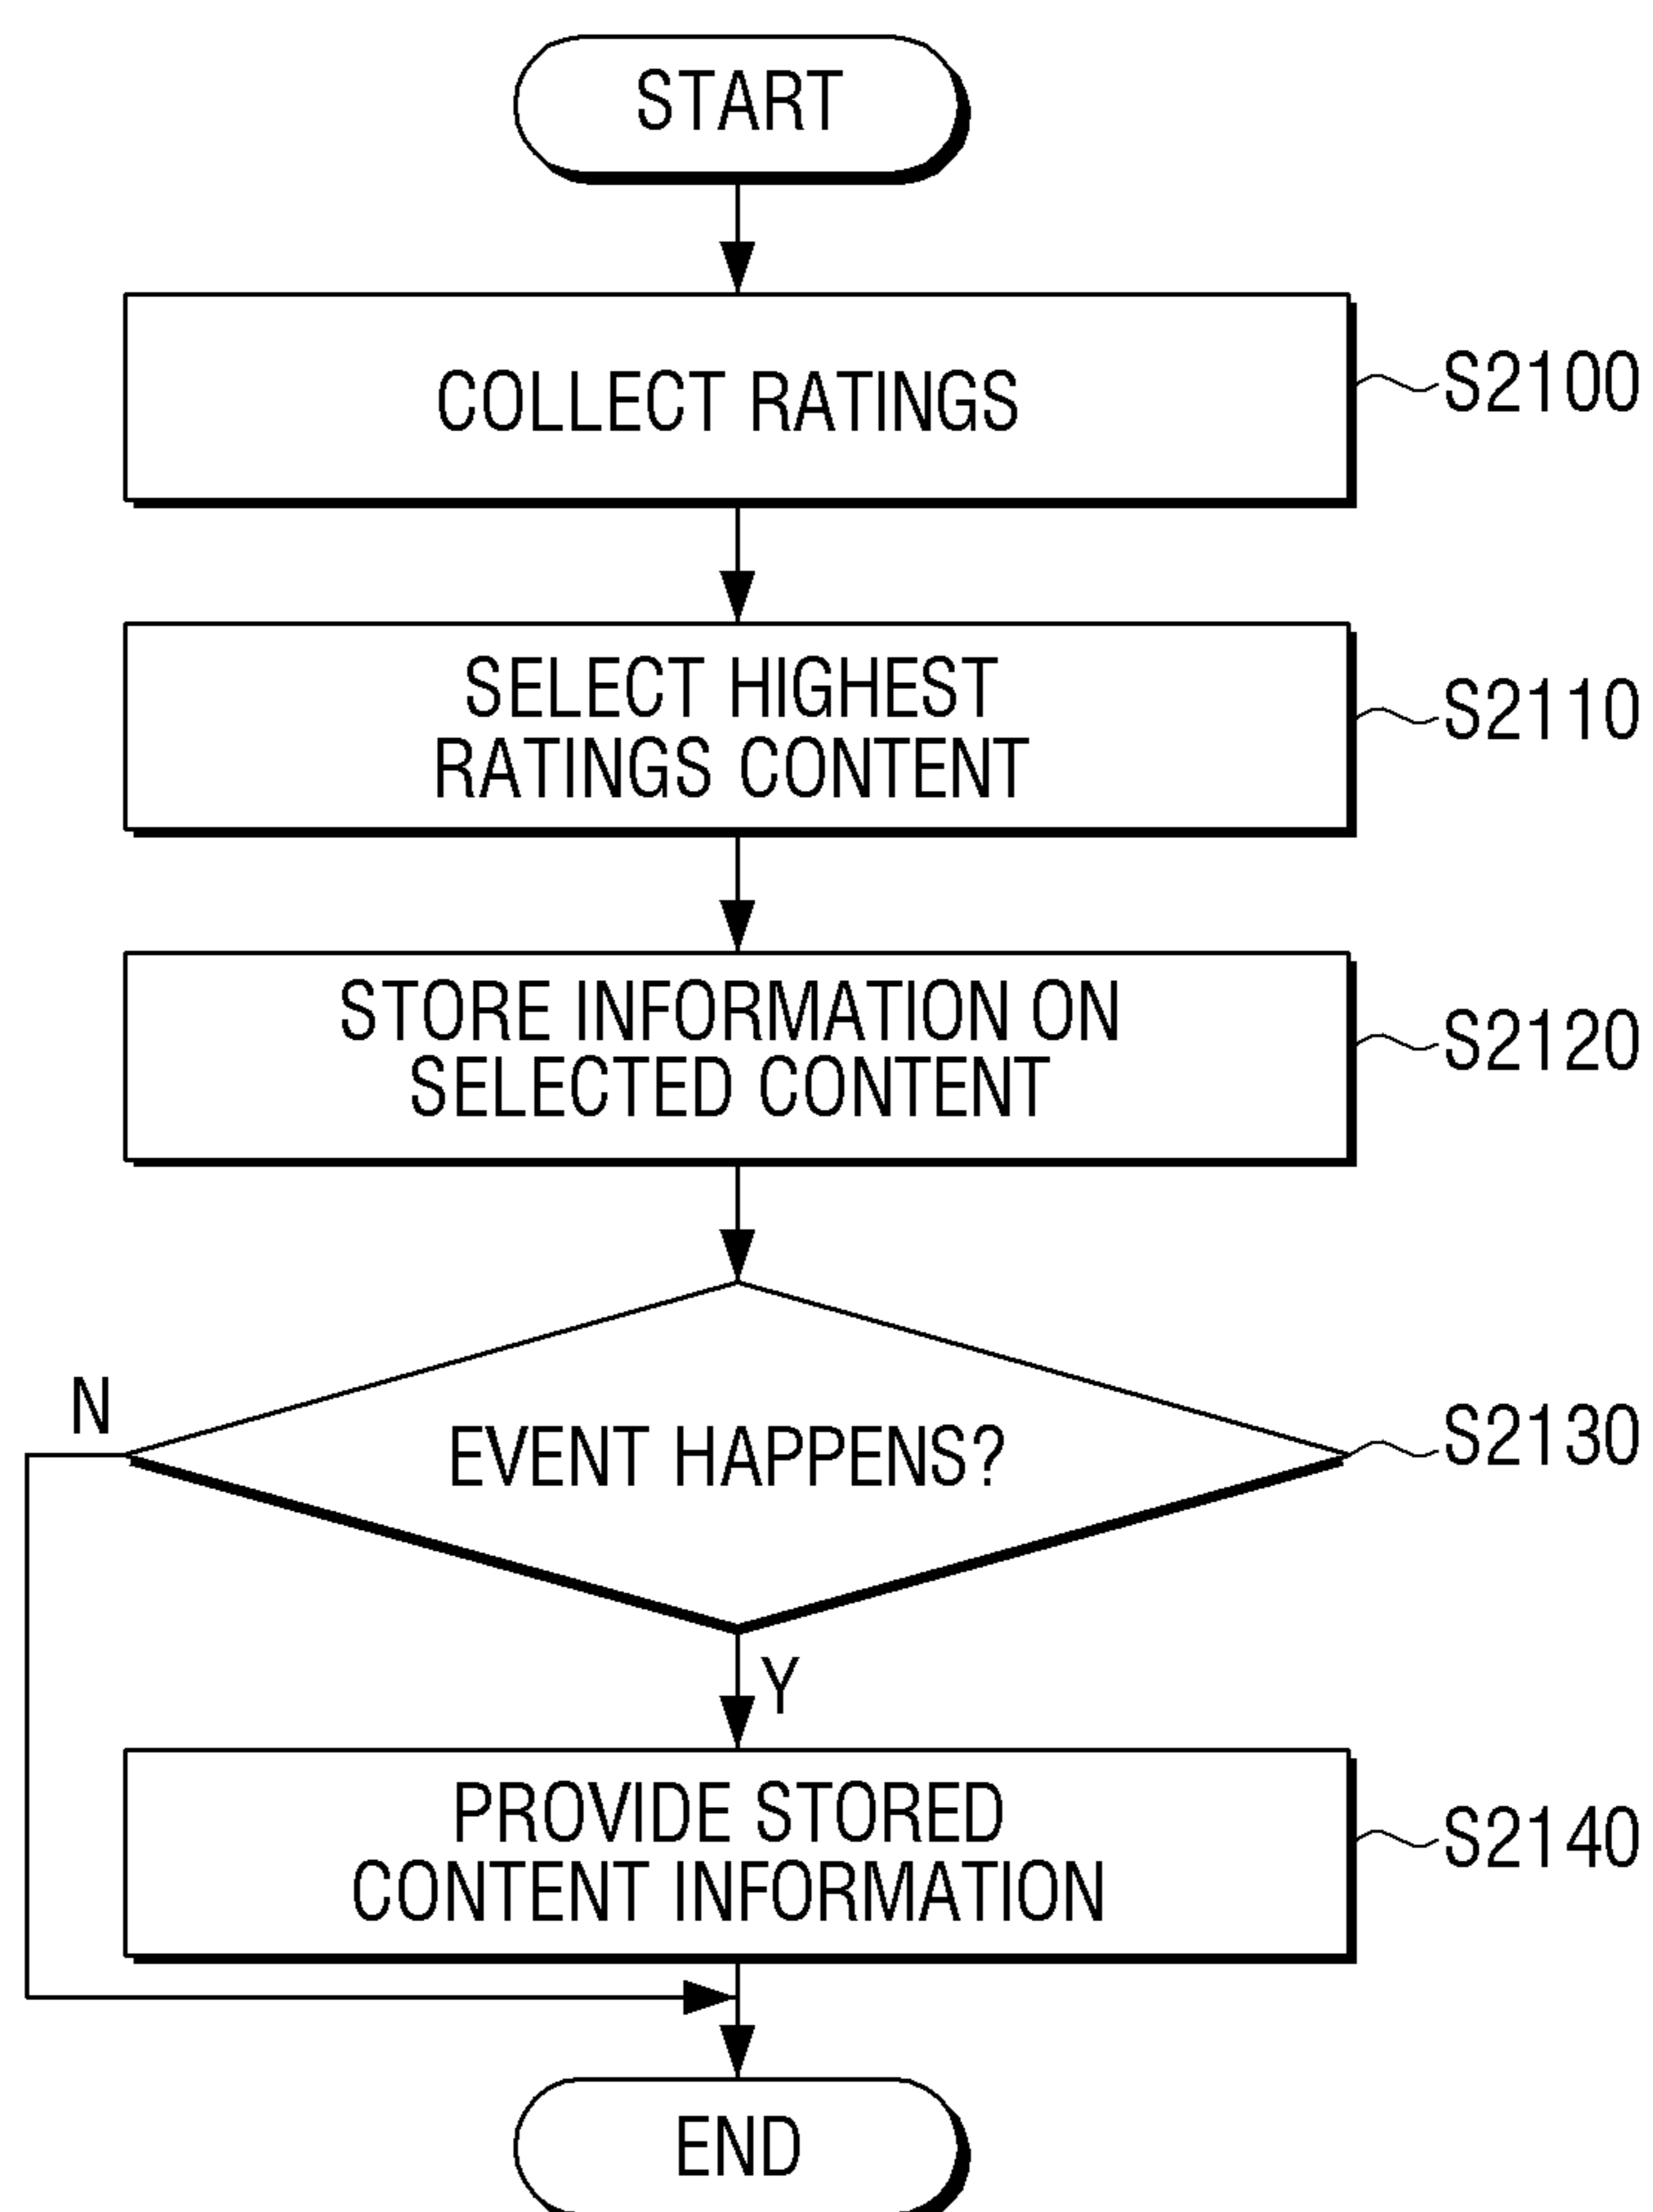 START
COLLECT RATINGS
S2100
SELECT HIGHEST
RATINGS CONTENT
S2110
STORE INFORMATION ON
SELECTED CONTENT
S2120
N
EVENT HAPPENS?
S2130
Y
PROVIDE STORED
CONTENT INFORMATION
S2140
END